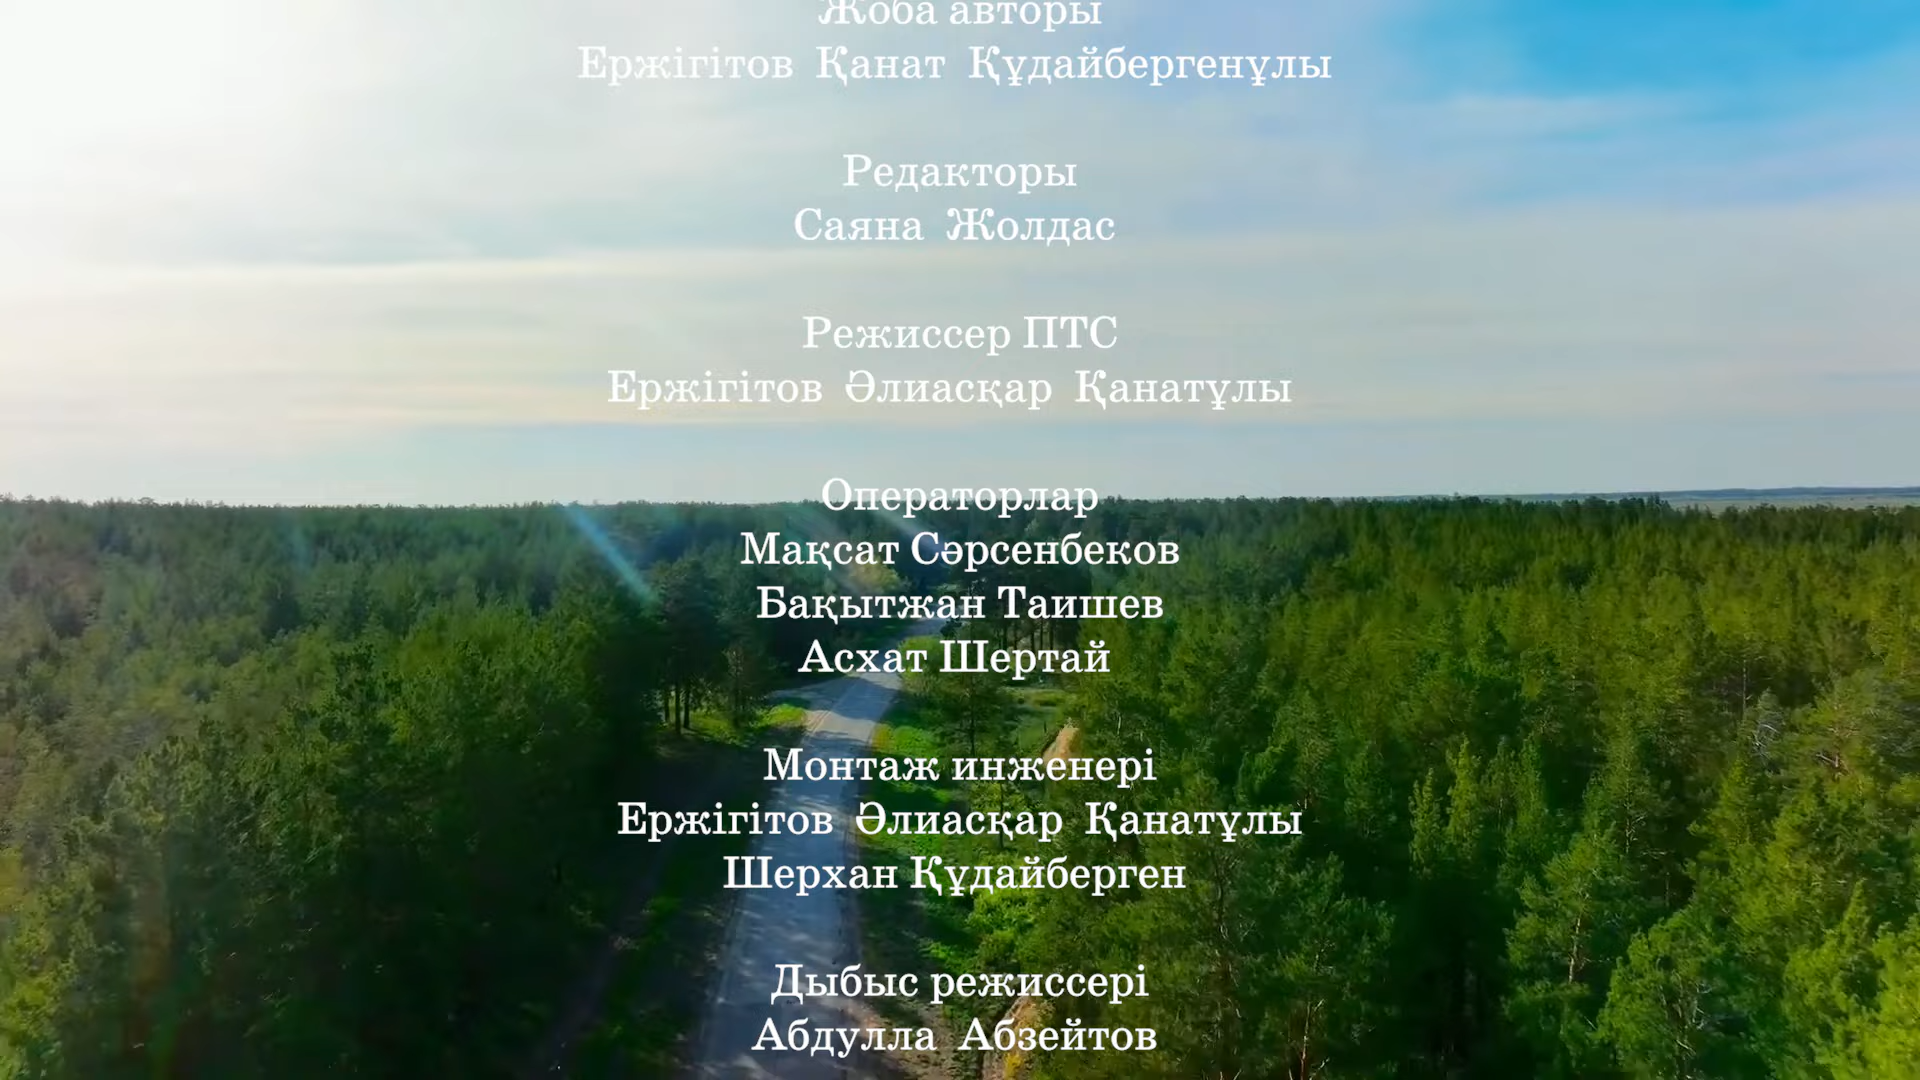 Жоба авторы
Ержігітов Қанат Құдайбергенұлы
Редакторы
Саяна Жолдас
Режиссер ПТС
Ержігітов Әлиасқар Қанатұлы
Операторлар
Мақсат Сәрсенбеков
Бақытжан Таишев
Асхат Шертай
Монтаж инженері
Ержігітов Әлиасқар Қанатұлы
Шерхан Құдайберген
Дыбыс режиссері
Абдулла Абзейтов